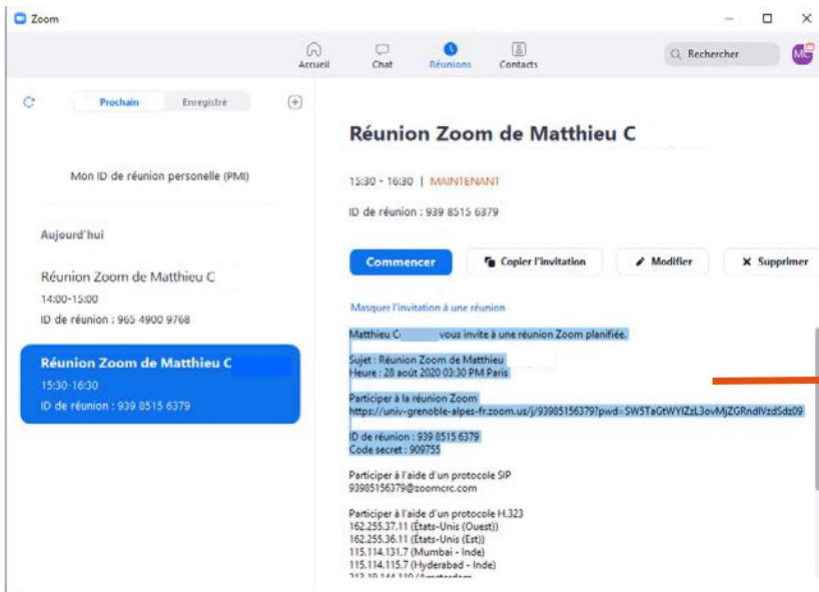 Zoom
Accueil
Chat
Réunions
Contacts
Rechercher
MC
Prochain
Enregistré
Mon ID de réunion personelle (PMI)
Aujourd'hui
Réunion Zoom de Matthieu C
14:00-15:00
ID de réunion : 965 4900 9768
Réunion Zoom de Matthieu C
15:30-16:30
ID de réunion : 939 8515 6379
Réunion Zoom de Matthieu C
15:30 - 16:30 | MAINTENANT
ID de réunion : 939 8515 6379
Commencer
Copier l'invitation
Modifier
Supprimer
Masquer l'invitation à une réunion
Matthieu C vous invite à une réunion Zoom planifiée.
Sujet : Réunion Zoom de Matthieu
Heure : 28 août 2020 03:30 PM Paris
Participer à la réunion Zoom
https://univ-grenoble-alpes-fr.zoom.us/j/93985156379?pwd=SW5TaGtWYlZzL3ovMjZGRndIVzdSdz09
ID de réunion : 939 8515 6379
Code secret : 909755
Participer à l'aide d'un protocole SIP
93985156379@zoomcrc.com
Participer à l'aide d'un protocole H.323
162.255.37.11 (États-Unis (Ouest))
162.255.36.11 (États-Unis (Est))
115.114.131.7 (Mumbai - Inde)
115.114.115.7 (Hyderabad - Inde)